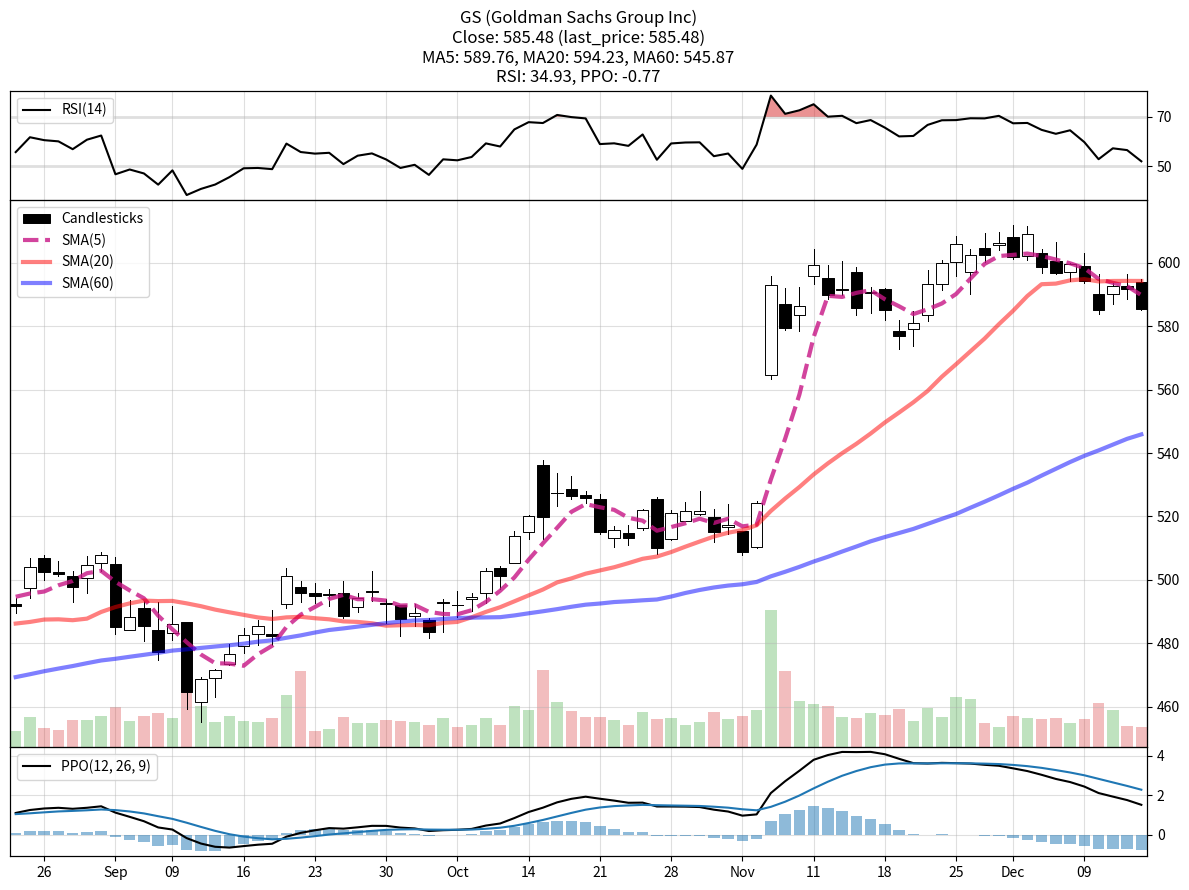 GS (Goldman Sachs Group Inc)
Close: 585.48 (last_price: 585.48)
MA5: 589.76, MA20: 594.23, MA60: 545.87
RSI: 34.93, PPO: -0.77
RSI(14)
70
50
Candlesticks
SMA(5)
SMA(20)
SMA(60)
600
580
560
540
520
500
480
460
PPO(12, 26, 9)
4
2
0
26 Sep 09 16 23 30 Oct 14 21 28 Nov 11 18 25 Dec 09